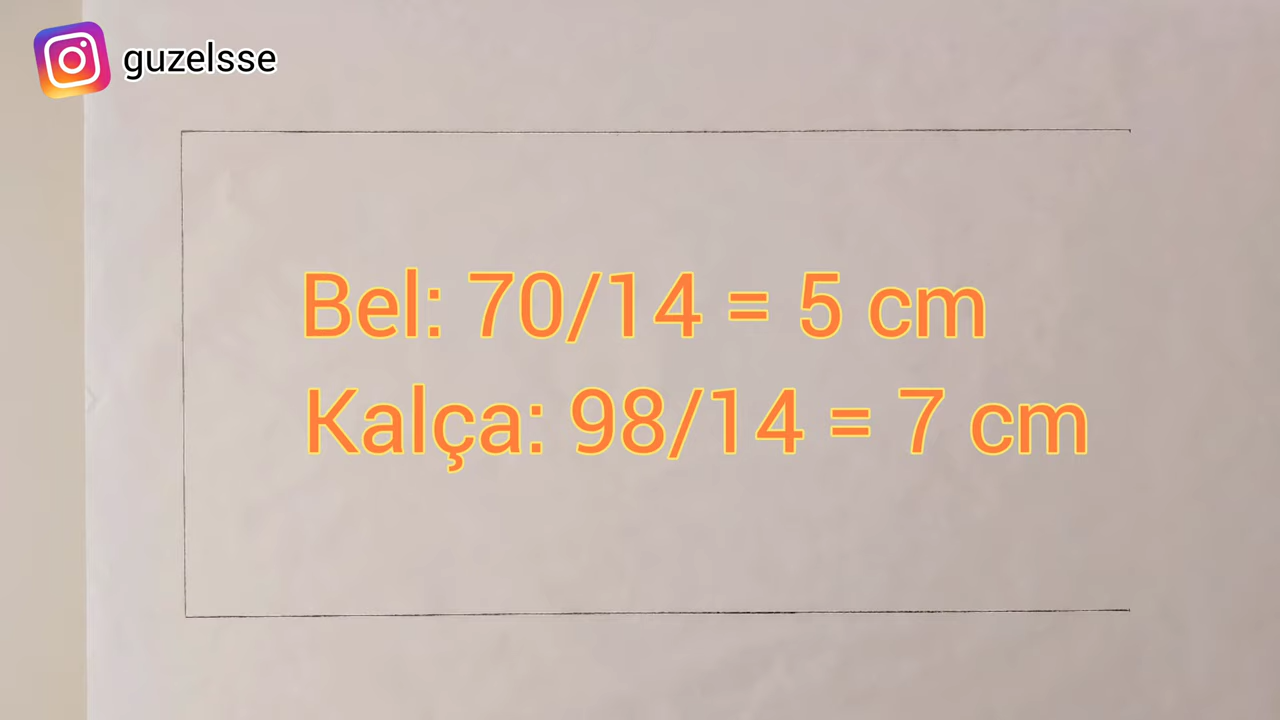 guzelsse
Bel: 70/14 = 5 cm
Kalça: 98/14 = 7 cm